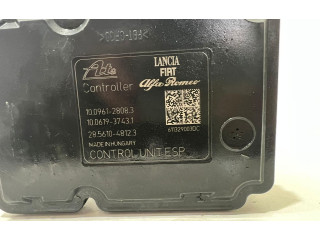 Ate
LANCIA
FIAT
Alfa Romeo
Controller
10.0961-2808.3
10.0619-3743.1
28.5610-4812.3
MADE IN HUNGARY
CONTROL UNIT ESP